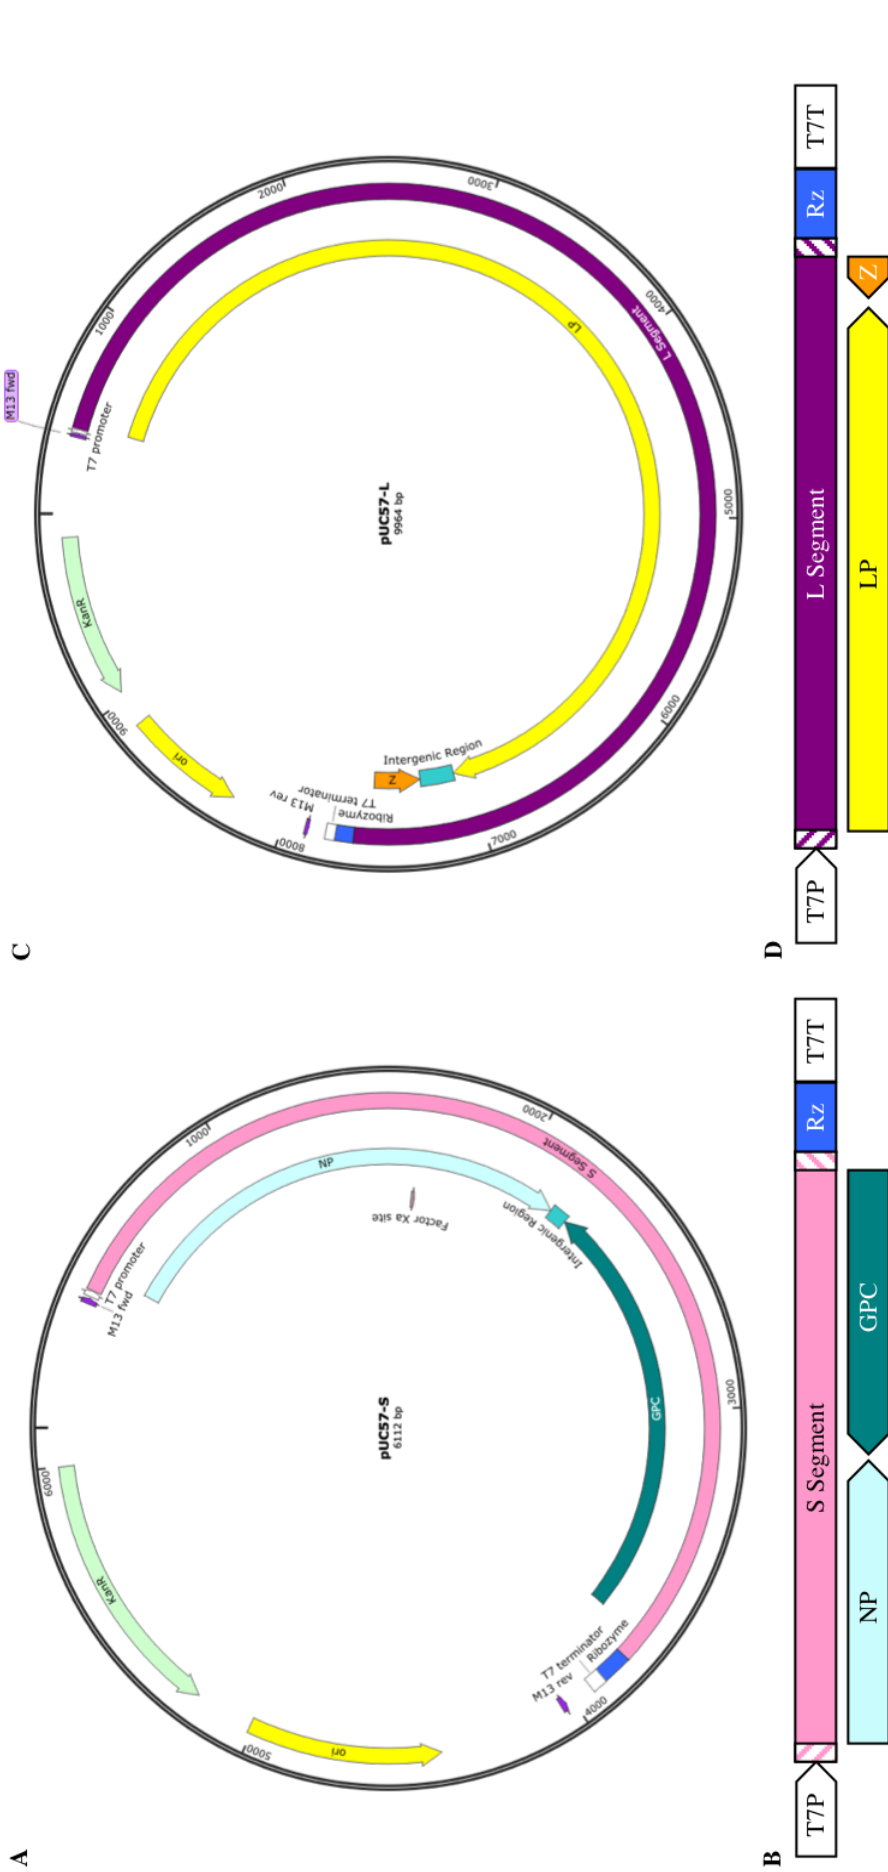 A
6000
1000
2000
3000
4000
5000
M13 fwd
T7 promoter
NP
Factor Xa site
Intergenic Region
S Segment
GPC
Ribozyme
T7 terminator
M13 rev
ori
KanR
pUC57-S
6112 bp
B
T7P
S Segment
Rz
T7T
NP
GPC
C
M13 fwd
1000
2000
3000
4000
5000
6000
7000
8000
9000
T7 promoter
L Segment
LP
Intergenic Region
Z
Ribozyme
T7 terminator
M13 rev
ori
KanR
pUC57-L
9964 bp
D
T7P
L Segment
Rz
T7T
LP
Z